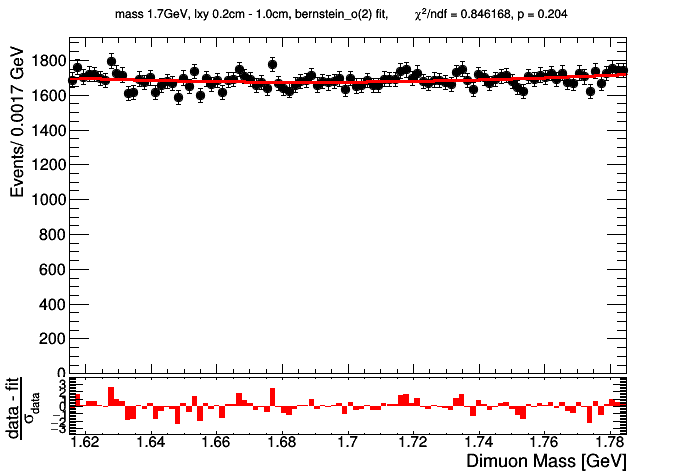 mass 1.7GeV, lxy 0.2cm - 1.0cm, bernstein_o(2) fit, χ²/ndf = 0.846168, p = 0.204
Events/ 0.0017 GeV
1800
1600
1400
1200
1000
800
600
400
200
0
data - fit
σdata
3
2
1
0
−1
−2
−3
1.62 1.64 1.66 1.68 1.7 1.72 1.74 1.76 1.78
Dimuon Mass [GeV]